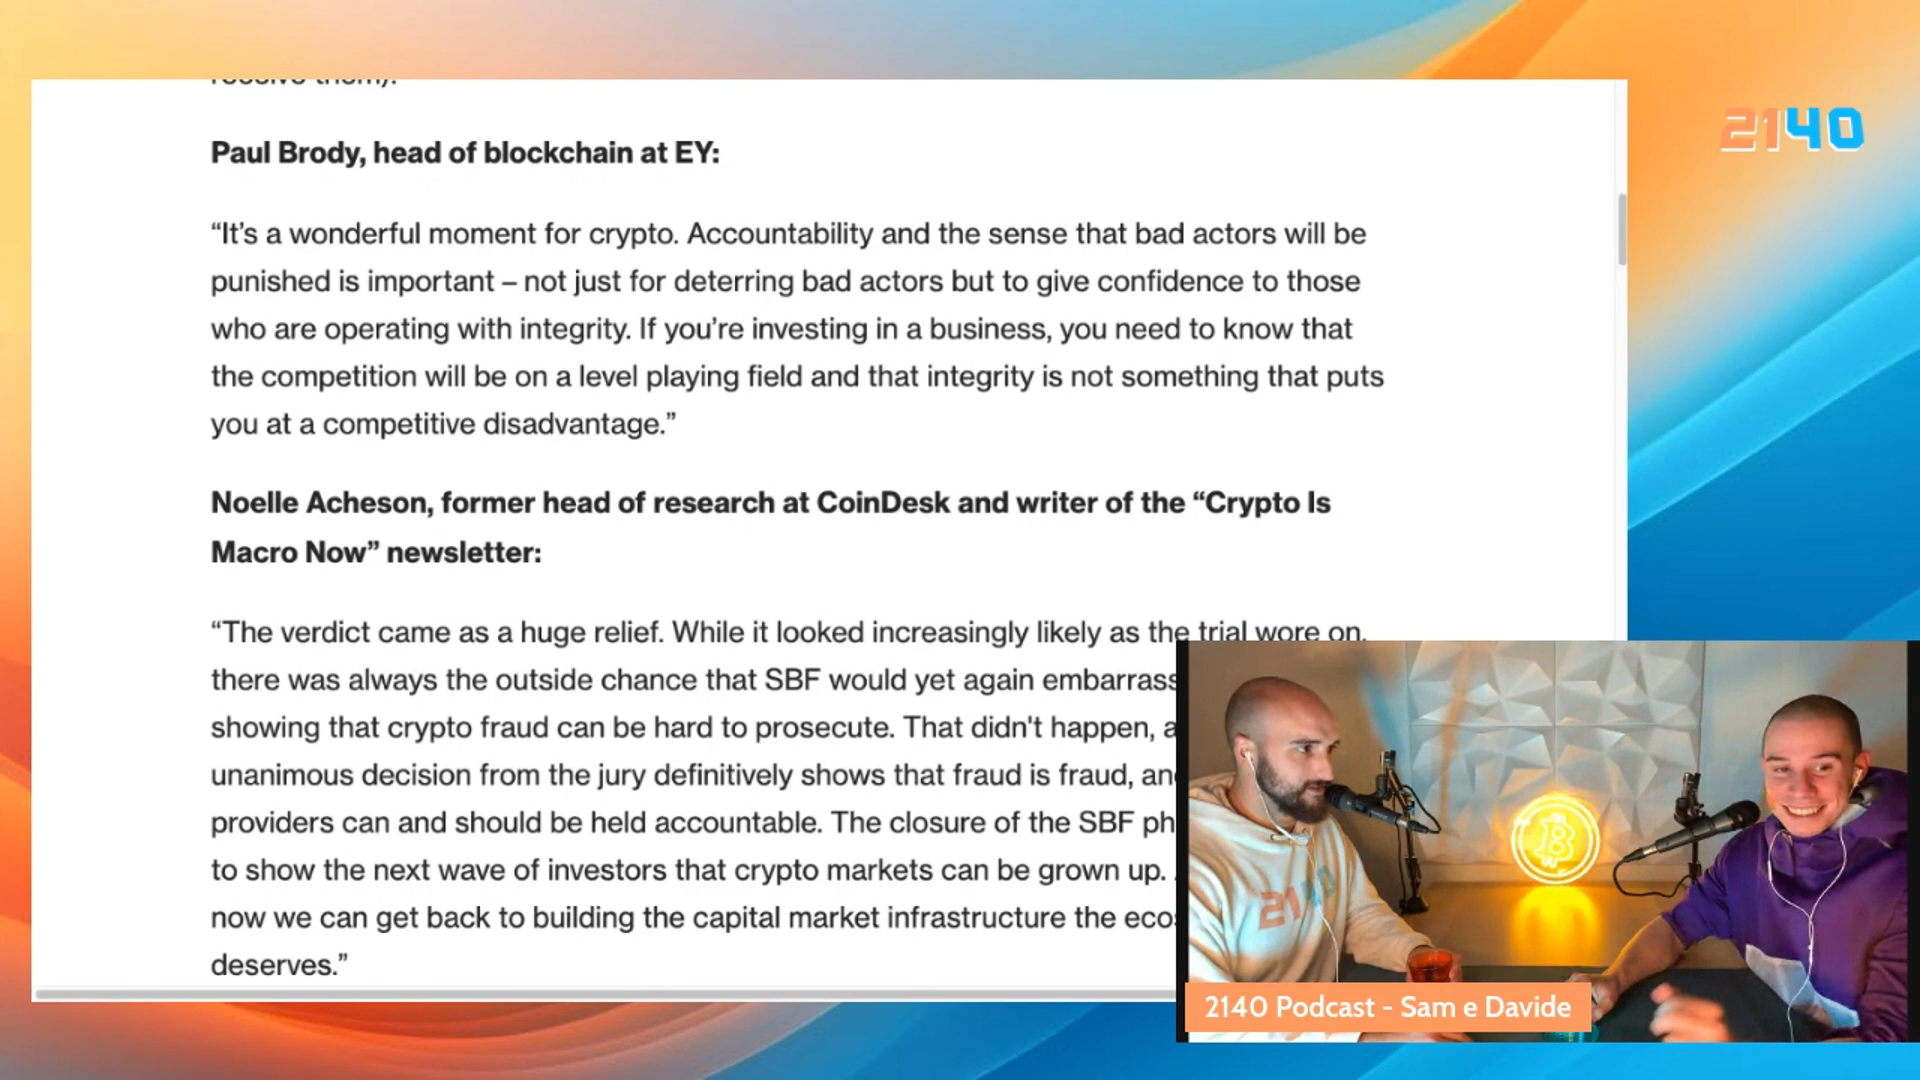 Paul Brody, head of blockchain at EY:
“It’s a wonderful moment for crypto. Accountability and the sense that bad actors will be
punished is important – not just for deterring bad actors but to give confidence to those
who are operating with integrity. If you’re investing in a business, you need to know that
the competition will be on a level playing field and that integrity is not something that puts
you at a competitive disadvantage.”
Noelle Acheson, former head of research at CoinDesk and writer of the “Crypto Is
Macro Now” newsletter:
“The verdict came as a huge relief. While it looked increasingly likely as the trial wore on,
there was always the outside chance that SBF would yet again embarrass
showing that crypto fraud can be hard to prosecute. That didn't happen, a
unanimous decision from the jury definitively shows that fraud is fraud,
providers can and should be held accountable. The closure of the SBF
to show the next wave of investors that crypto markets can be grown up.
now we can get back to building the capital market infrastructure the
deserves.”
2140
2140
2140 Podcast - Sam e Davide